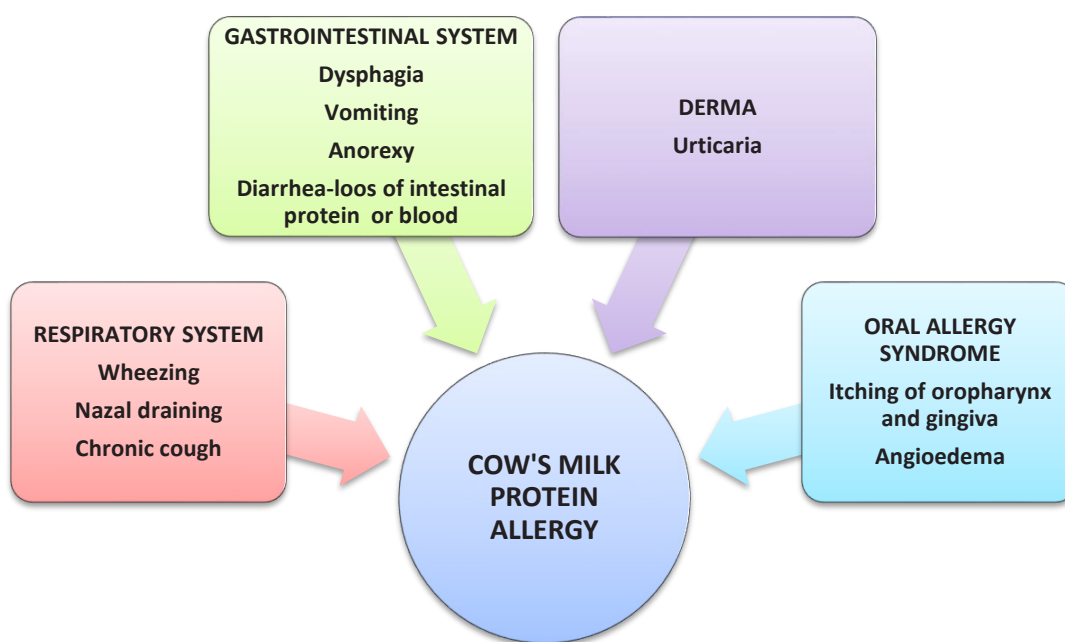 GASTROINTESTINAL SYSTEM
Dysphagia
Vomiting
Anorexy
Diarrhea-loos of intestinal
protein or blood
DERMA
Urticaria
RESPIRATORY SYSTEM
Wheezing
Nazal draining
Chronic cough
ORAL ALLERGY
SYNDROME
Itching of oropharynx
and gingiva
Angioedema
COW'S MILK
PROTEIN
ALLERGY